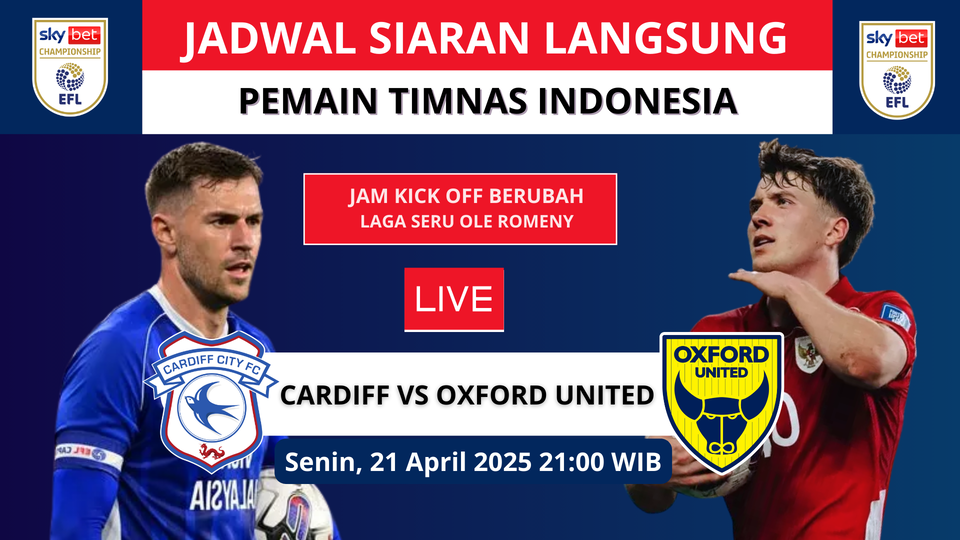 JADWAL SIARAN LANGSUNG
PEMAIN TIMNAS INDONESIA
sky bet
CHAMPIONSHIP
EFL
sky bet
CHAMPIONSHIP
EFL
JAM KICK OFF BERUBAH
LAGA SERU OLE ROMENY
LIVE
CARDIFF CITY FC
CARDIFF VS OXFORD UNITED
OXFORD
UNITED
Senin, 21 April 2025 21:00 WIB